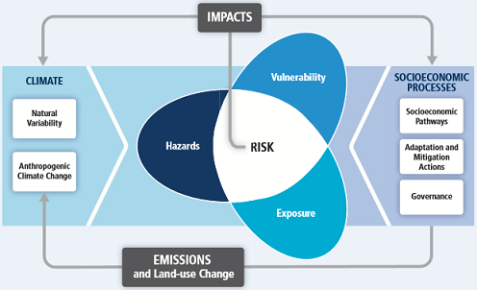 IMPACTS
CLIMATE
Natural
Variability
Anthropogenic
Climate Change
Vulnerability
Hazards
RISK
Exposure
SOCIOECONOMIC
PROCESSES
Socioeconomic
Pathways
Adaptation and
Mitigation
Actions
Governance
EMISSIONS
and Land-use Change